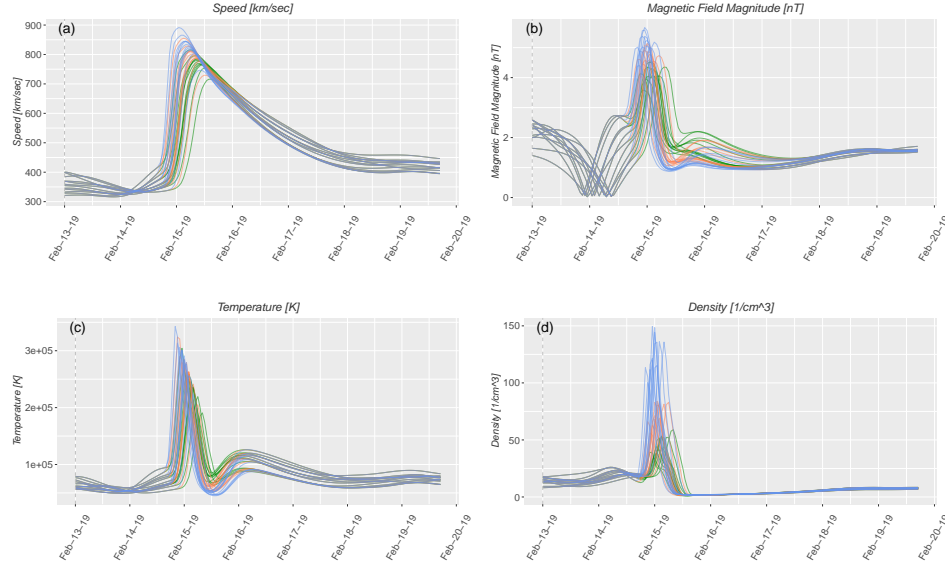 Speed [km/sec]
(a)
900
800
700
600
500
400
300
Speed [km/sec]
Feb−13−19
Feb−14−19
Feb−15−19
Feb−16−19
Feb−17−19
Feb−18−19
Feb−19−19
Feb−20−19
Magnetic Field Magnitude [nT]
(b)
4
2
0
Magnetic Field Magnitude [nT]
Feb−13−19
Feb−14−19
Feb−15−19
Feb−16−19
Feb−17−19
Feb−18−19
Feb−19−19
Feb−20−19
Temperature [K]
(c)
3e+05
2e+05
1e+05
Temperature [K]
Feb−13−19
Feb−14−19
Feb−15−19
Feb−16−19
Feb−17−19
Feb−18−19
Feb−19−19
Feb−20−19
Density [1/cm^3]
(d)
150
100
50
0
Density [1/cm^3]
Feb−13−19
Feb−14−19
Feb−15−19
Feb−16−19
Feb−17−19
Feb−18−19
Feb−19−19
Feb−20−19